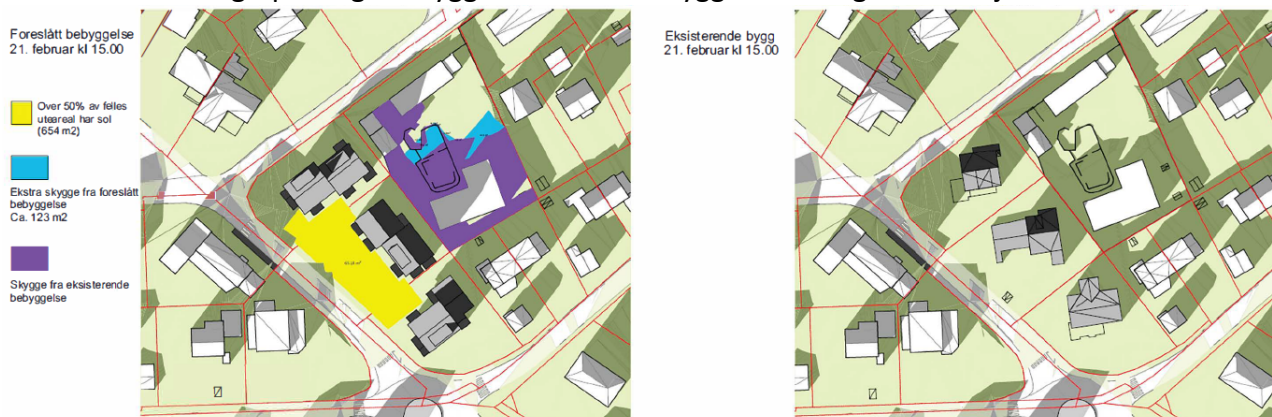 Foreslått bebyggelse
21. februar kl 15.00
Over 50% av felles
uteareal har sol
(654 m2)
Ekstra skygge fra foreslått
bebyggelse
Ca. 123 m2
Skygge fra eksisterende
bebyggelse
Eksisterende bygg
21. februar kl 15.00